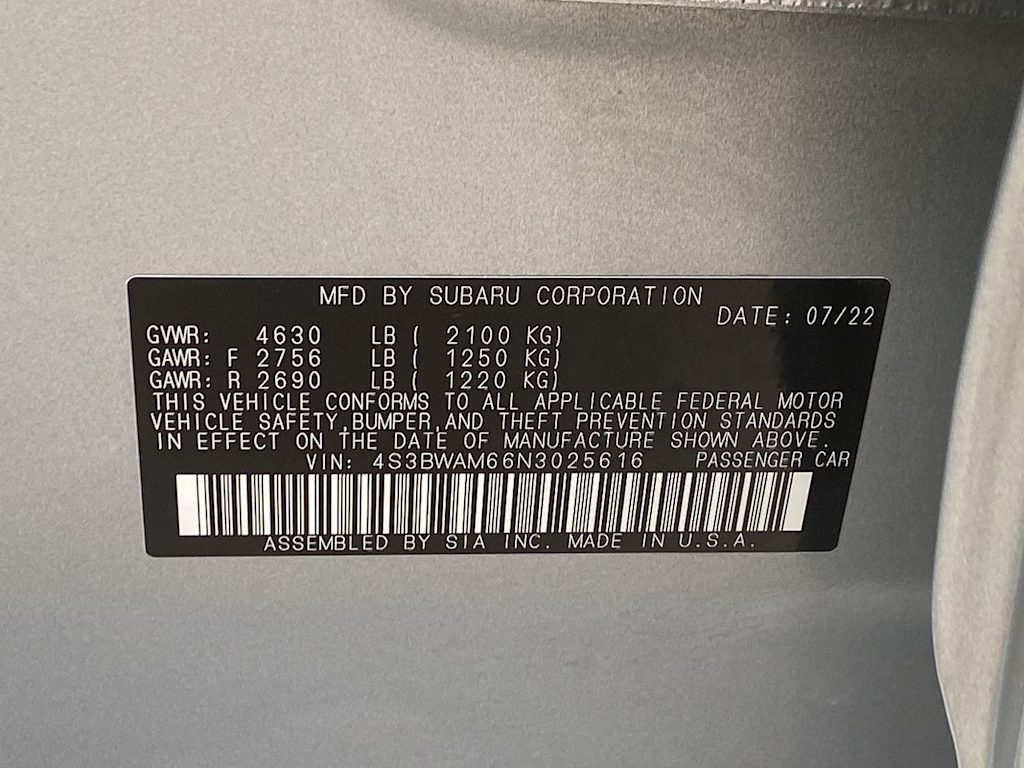 MFD BY SUBARU CORPORATION
DATE: 07/22
GVWR: 4630 LB ( 2100 KG)
GAWR: F 2756 LB ( 1250 KG)
GAWR: R 2690 LB ( 1220 KG)
THIS VEHICLE CONFORMS TO ALL APPLICABLE FEDERAL MOTOR
VEHICLE SAFETY,BUMPER,AND THEFT PREVENTION STANDARDS
IN EFFECT ON THE DATE OF MANUFACTURE SHOWN ABOVE.
VIN: 4S3BWAM66N3025616 PASSENGER CAR
ASSEMBLED BY SIA INC. MADE IN U.S.A.